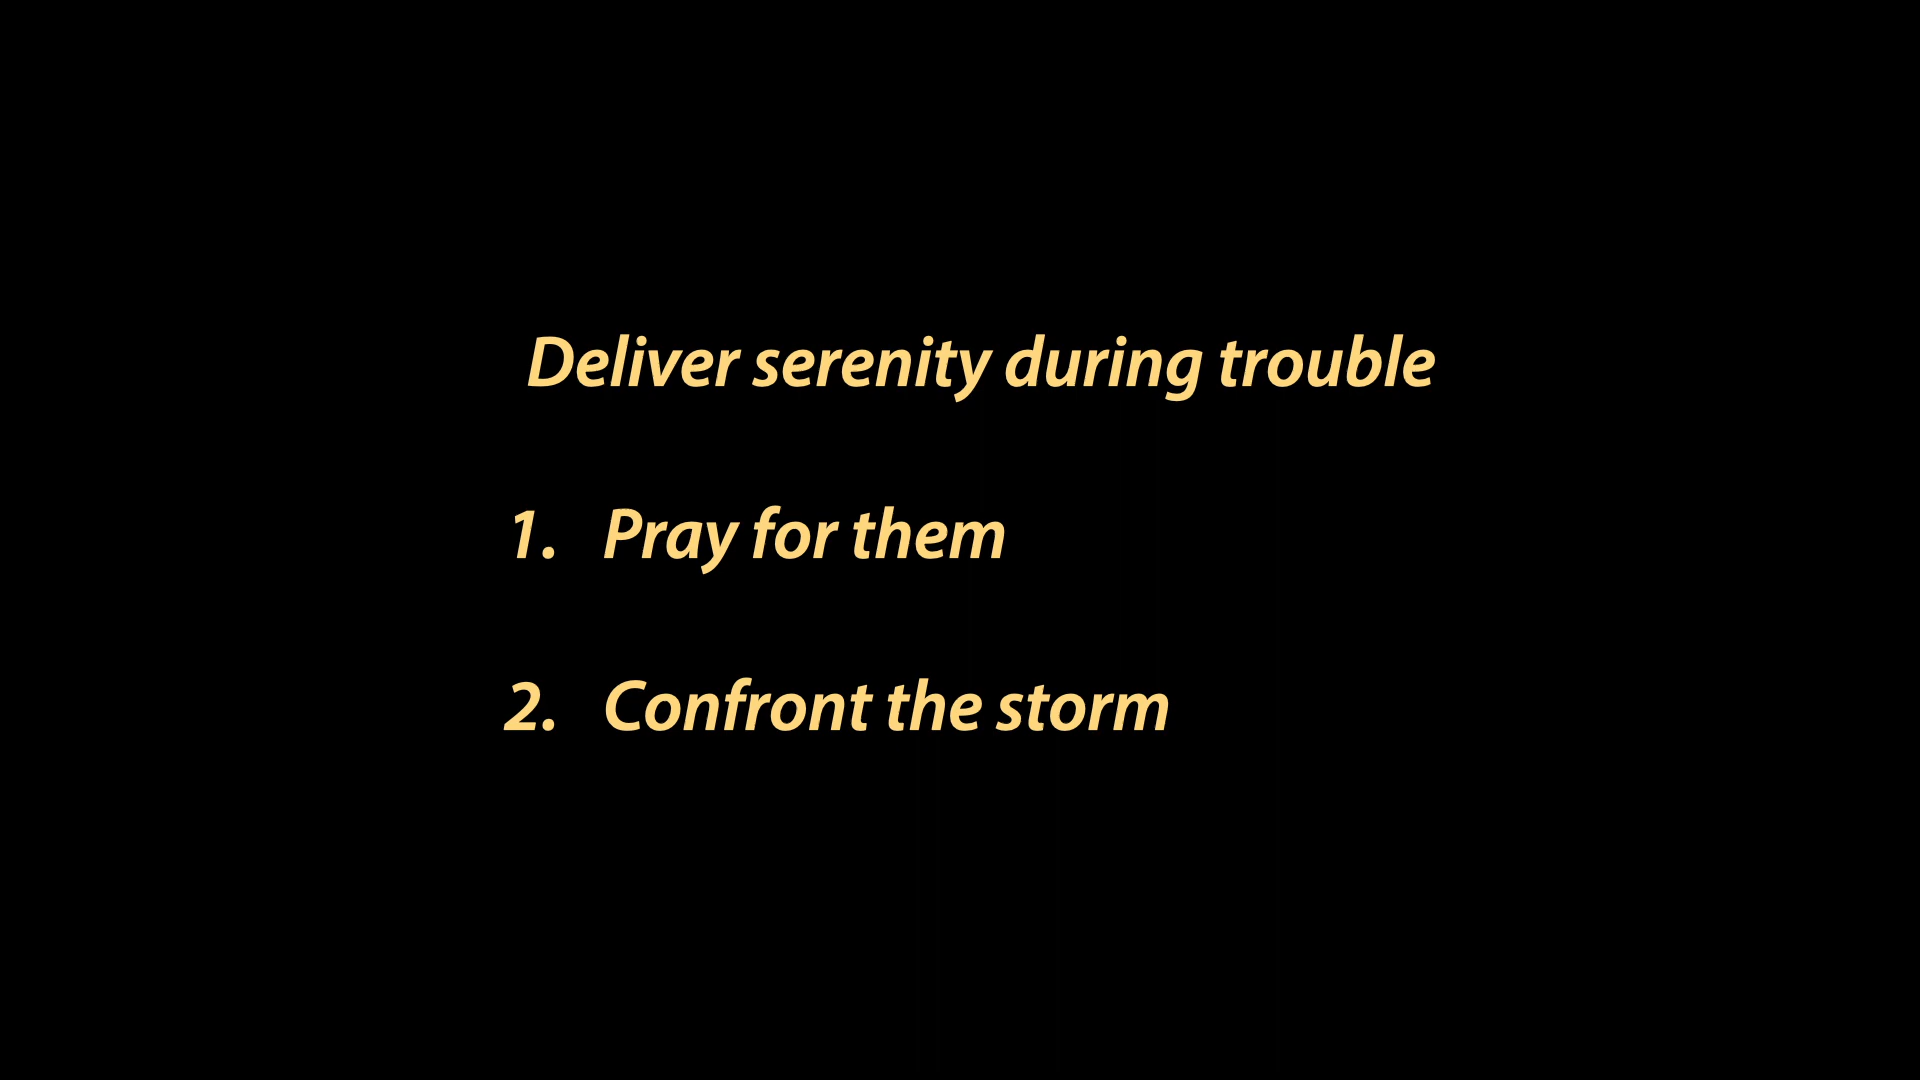 Deliver serenity during trouble
1. Pray for them
2. Confront the storm